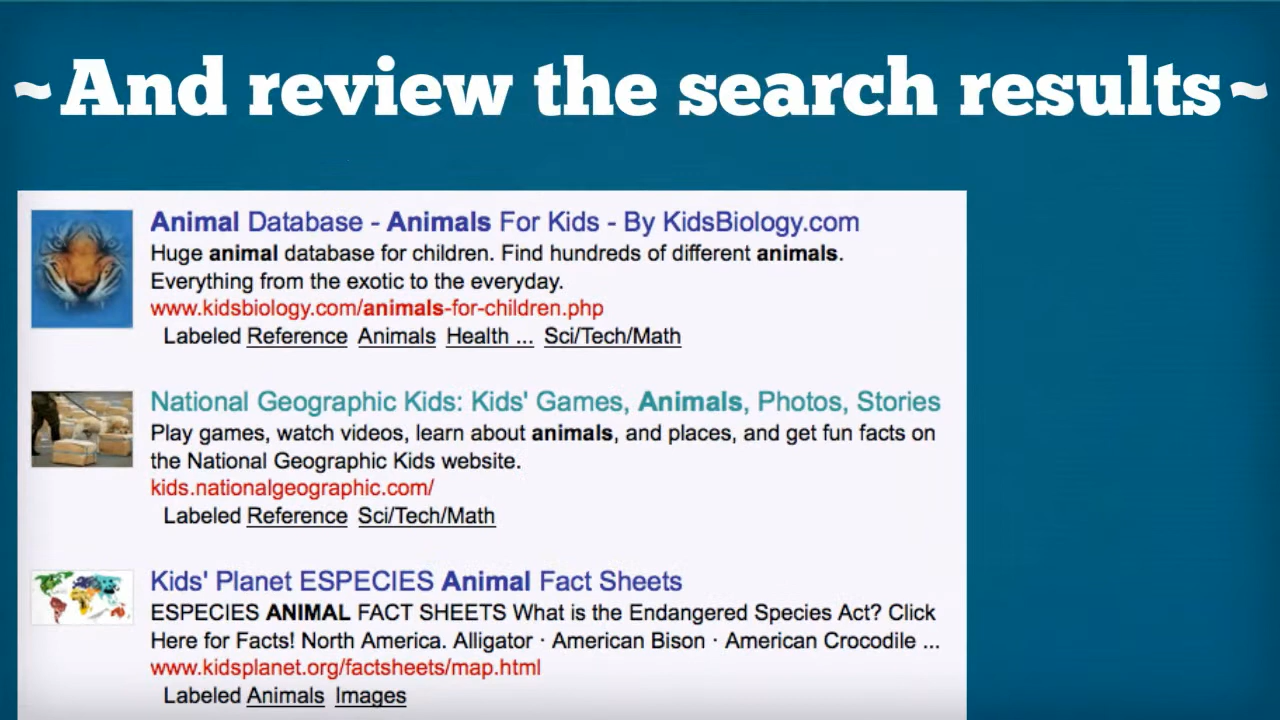 ~And review the search results~
Animal Database - Animals For Kids - By KidsBiology.com
Huge animal database for children. Find hundreds of different animals.
Everything from the exotic to the everyday.
www.kidsbiology.com/animals-for-children.php
Labeled Reference Animals Health ... Sci/Tech/Math
National Geographic Kids: Kids' Games, Animals, Photos, Stories
Play games, watch videos, learn about animals, and places, and get fun facts on
the National Geographic Kids website.
kids.nationalgeographic.com/
Labeled Reference Sci/Tech/Math
Kids' Planet ESPECIES Animal Fact Sheets
ESPECIES ANIMAL FACT SHEETS What is the Endangered Species Act? Click
Here for Facts! North America. Alligator · American Bison · American Crocodile ...
www.kidsplanet.org/factsheets/map.html
Labeled Animals Images